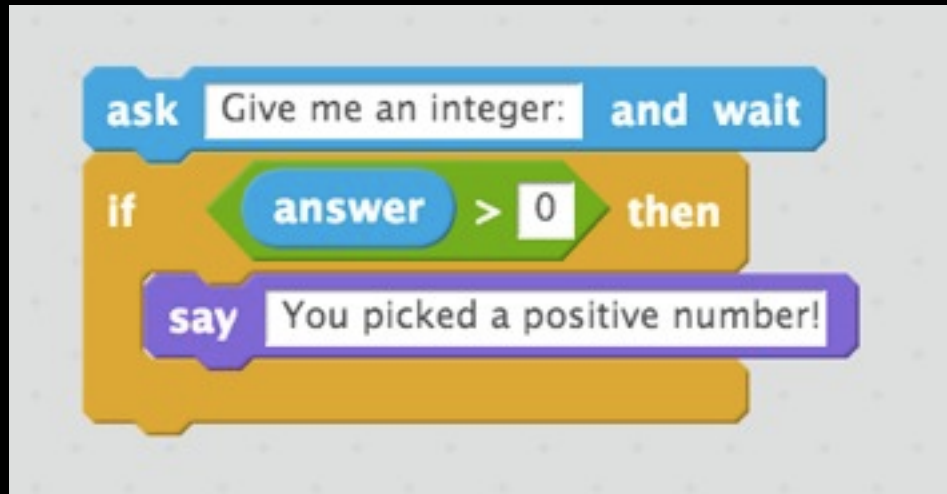 ask Give me an integer: and wait
if answer > 0 then
say You picked a positive number!